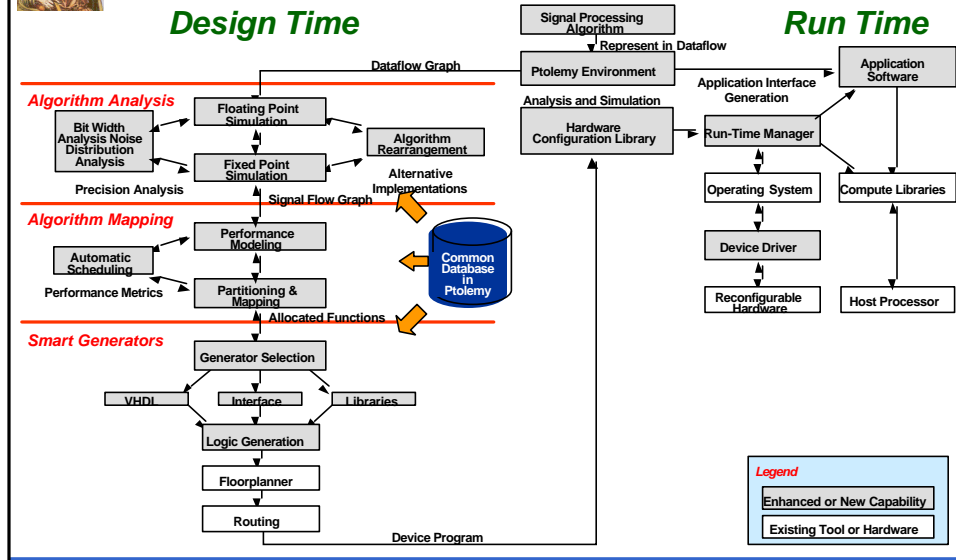 Design Time
Run Time
Signal Processing
Algorithm
Represent in Dataflow
Dataflow Graph
Ptolemy Environment
Application
Software
Application Interface
Generation
Algorithm Analysis
Floating Point
Simulation
Bit Width
Analysis Noise
Distribution
Analysis
Algorithm
Rearrangement
Fixed Point
Simulation
Precision Analysis
Alternative
Implementations
Signal Flow Graph
Analysis and Simulation
Hardware
Configuration Library
Run-Time Manager
Operating System
Compute Libraries
Device Driver
Reconfigurable
Hardware
Host Processor
Algorithm Mapping
Performance
Modeling
Automatic
Scheduling
Performance Metrics
Partitioning &
Mapping
Common
Database
in
Ptolemy
Allocated Functions
Smart Generators
Generator Selection
VHDL
Interface
Libraries
Logic Generation
Floorplanner
Routing
Device Program
Legend
Enhanced or New Capability
Existing Tool or Hardware